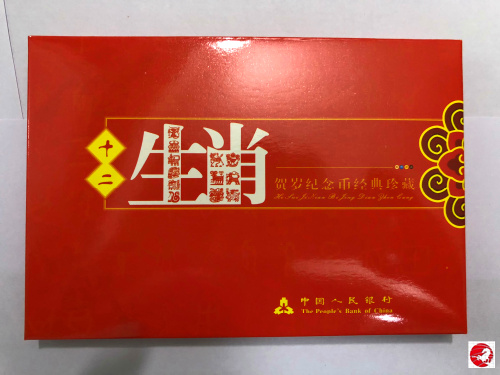 十二
生肖
贺岁纪念币经典珍藏
He Sui Ji Nian Bi Jing Dian Zhen Cang
中国人民银行
The People's Bank of China